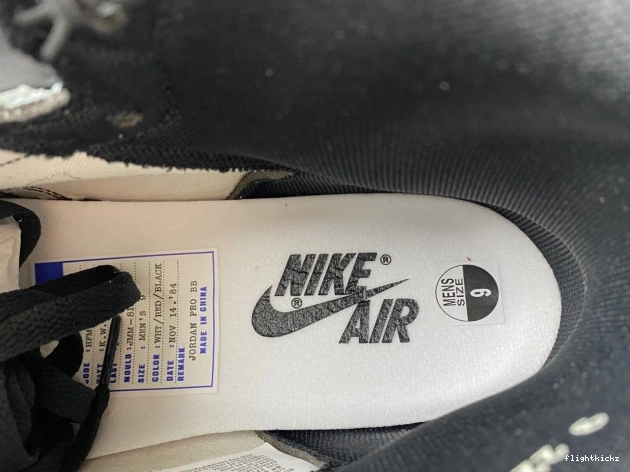 NIKE®
®
AIR
MENS
SIZE
9
MOULD : JMM-
SIZE : MEN'S 9
COLOR : WHT/RED/BLACK
DATE : NOV 14.'84
REMARK
JORDAN PRO BB
MADE IN CHINA
flightkickz